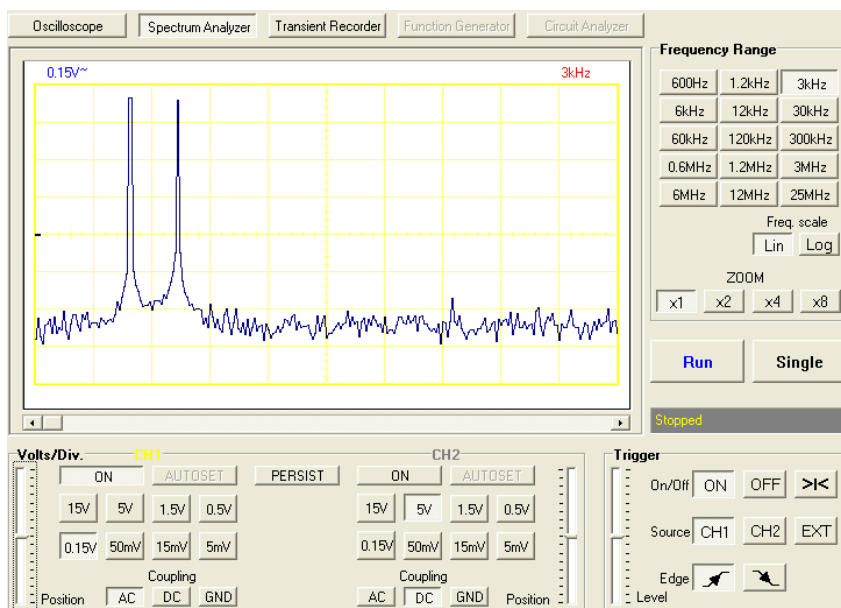 Oscilloscope Spectrum Analyzer Transient Recorder Function Generator Circuit Analyzer
0.15V~ 3kHz
Frequency Range
600Hz 1.2kHz 3kHz
6kHz 12kHz 30kHz
60kHz 120kHz 300kHz
0.6MHz 1.2MHz 3MHz
6MHz 12MHz 25MHz
Freq. scale
Lin Log
ZOOM
x1 x2 x4 x8
Run Single
Stopped
Volts/Div. CH1 CH2
ON AUTOSET PERSIST ON AUTOSET
15V 5V 1.5V 0.5V 15V 5V 1.5V 0.5V
0.15V 50mV 15mV 5mV 0.15V 50mV 15mV 5mV
Coupling Coupling
Position AC DC GND AC DC GND Position
Trigger
On/Off ON OFF >I<
Source CH1 CH2 EXT
Edge
Level